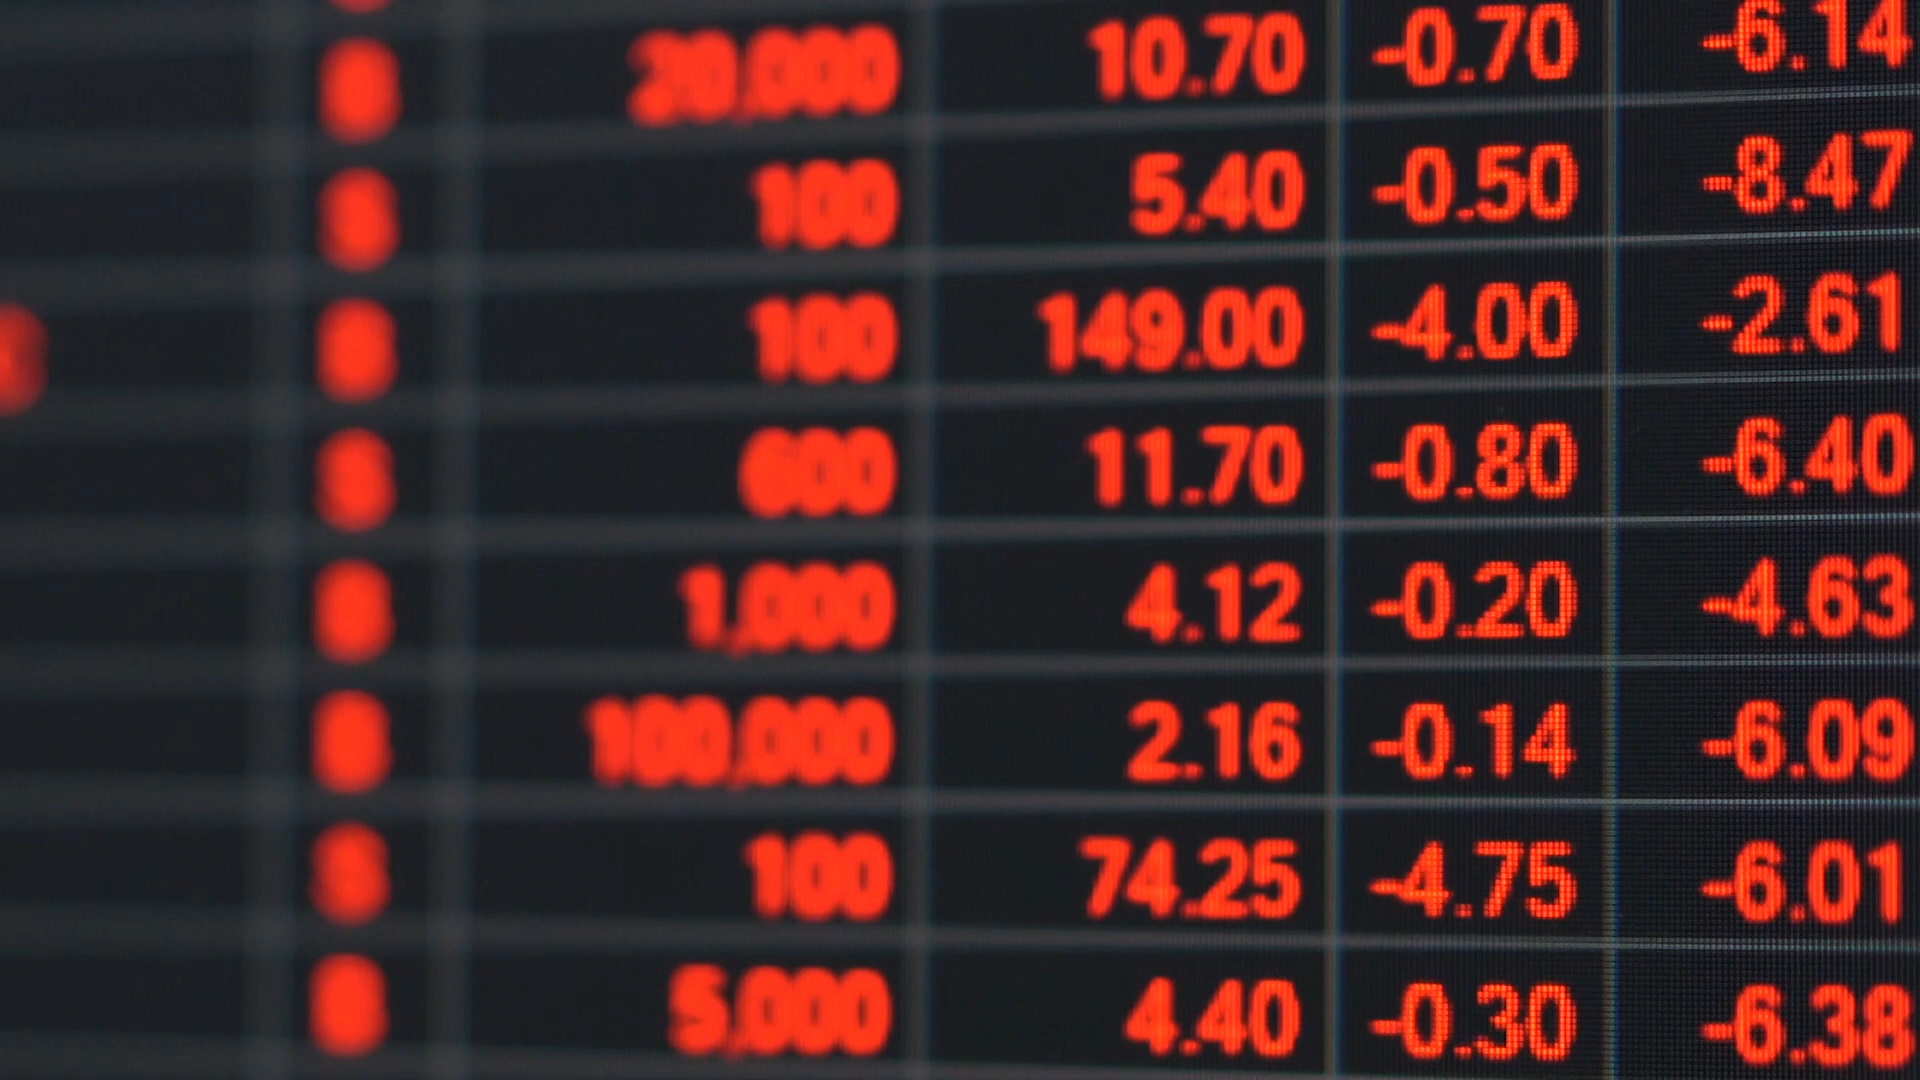 20,000 10.70 -0.70 -6.14
S 100 5.40 -0.50 -8.47
100 149.00 -4.00 -2.61
S 600 11.70 -0.80 -6.40
1,000 4.12 -0.20 -4.63
100,000 2.16 -0.14 -6.09
S 100 74.25 -4.75 -6.01
5,000 4.40 -0.30 -6.38